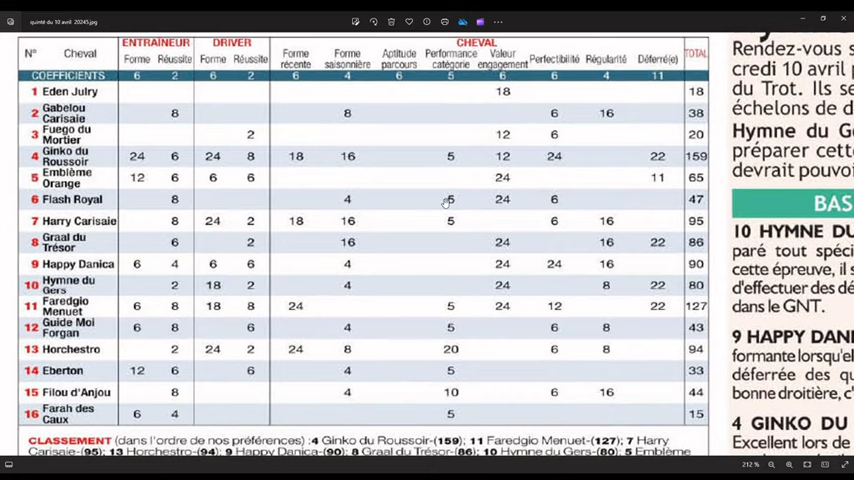 quinté du 10 avril 20245.jpg
ENTRAÎNEUR DRIVER CHEVAL
N° Cheval Forme Réussite Forme Réussite Forme récente Forme saisonnière Aptitude parcours Performance catégorie Valeur engagement Perfectibilité Régularité Déferré(e) TOTAL
COEFFICIENTS 6 2 6 2 6 4 6 5 6 6 4 11
1 Eden Julry 18 18
2 Gabelou Carisaie 8 8 6 16 38
3 Fuego du Mortier 2 12 6 20
4 Ginko du Roussoir 24 6 24 8 18 16 5 12 24 22 159
5 Emblème Orange 12 6 6 6 24 11 65
6 Flash Royal 8 4 5 24 6 47
7 Harry Carisaie 8 24 2 18 16 5 6 16 95
8 Graal du Trésor 6 2 16 24 16 22 86
9 Happy Danica 6 4 6 6 4 24 24 16 90
10 Hymne du Gers 2 18 2 4 24 8 22 80
11 Faredgio Menuet 6 8 18 8 24 5 24 12 22 127
12 Guide Moi Forgan 6 8 6 4 5 6 8 43
13 Horchestro 2 24 2 24 8 20 6 8 94
14 Eberton 12 6 6 4 5 33
15 Filou d'Anjou 8 4 10 6 16 44
16 Farah des Caux 6 4 5 15
CLASSEMENT (dans l'ordre de nos préférences) :4 Ginko du Roussoir-(159); 11 Faredgio Menuet-(127); 7 Harry
Carisaie-(95); 13 Horchestro-(94); 9 Happy Danica-(90); 8 Graal du Trésor-(86); 10 Hymne du Gers-(80); 5 Emblème
Rendez-vous s
credi 10 avril p
du Trot. Ils se
échelons de d
Hymne du G
préparer cette
devrait pouvoi
BAS
10 HYMNE DU
paré tout spéci
cette épreuve, il s
d'effectuer des dé
dans le GNT.
9 HAPPY DANI
formante lorsqu'el
déferrée des qu
bonne droitière, c'
4 GINKO DU
Excellent lors de
212 %